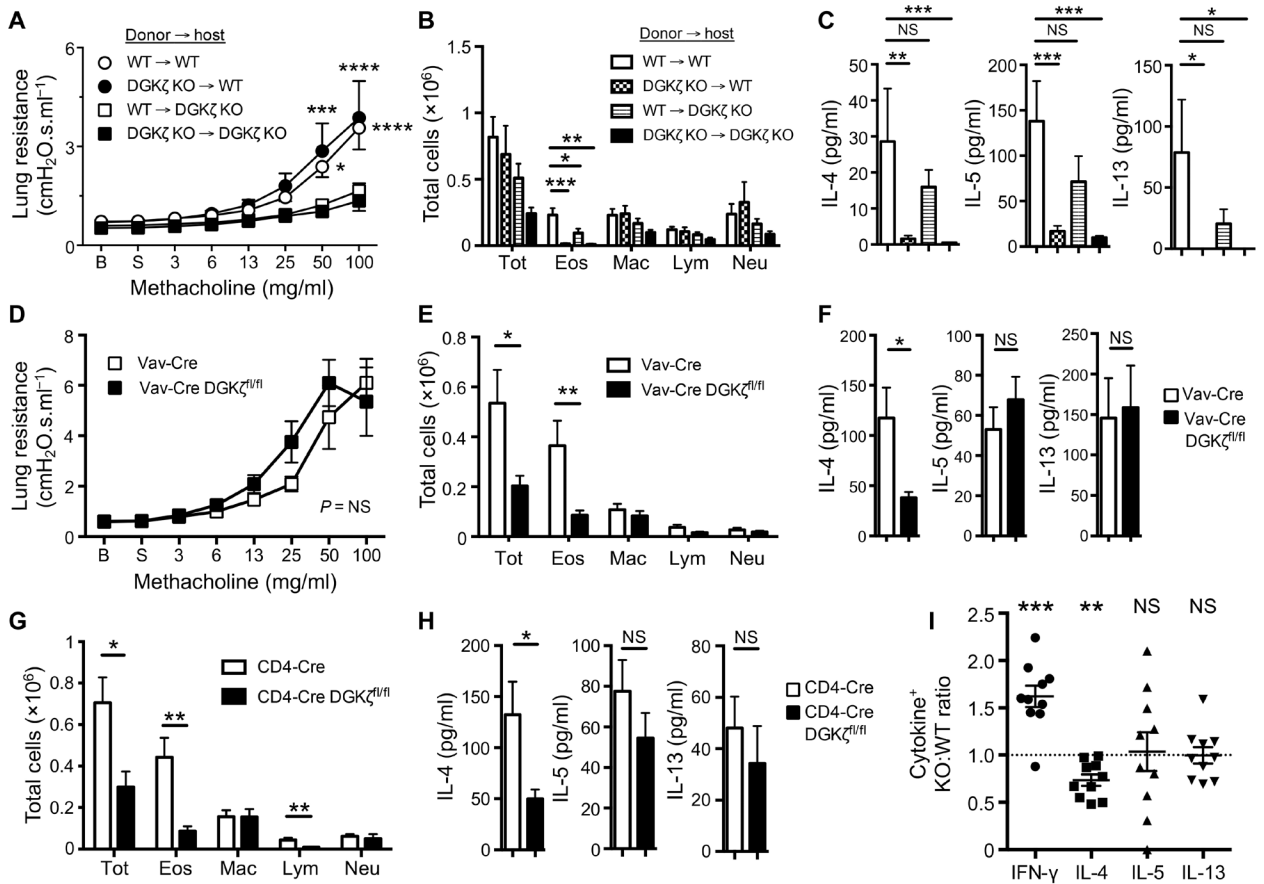 A
Donor → host
WT → WT
DGKζ KO → WT
WT → DGKζ KO
DGKζ KO → DGKζ KO
****
***
****
*
Lung resistance
(cmH₂O.s.ml⁻¹)
6
3
0
B S 3 6 13 25 50 100
Methacholine (mg/ml)
B
Donor → host
WT → WT
DGKζ KO → WT
WT → DGKζ KO
DGKζ KO → DGKζ KO
**
*
***
Total cells (×10⁶)
1.5
1
0.5
0
Tot Eos Mac Lym Neu
C
***
NS
**
IL-4 (pg/ml)
50
40
30
20
10
0
***
NS
***
IL-5 (pg/ml)
200
150
100
50
0
*
NS
*
IL-13 (pg/ml)
150
100
50
0
D
Vav-Cre
Vav-Cre DGKζfl/fl
Lung resistance
(cmH₂O.s.ml⁻¹)
8
6
4
2
0
P = NS
B S 3 6 13 25 50 100
Methacholine (mg/ml)
E
Vav-Cre
Vav-Cre DGKζfl/fl
*
**
Total cells (×10⁶)
0.8
0.6
0.4
0.2
0
Tot Eos Mac Lym Neu
F
*
IL-4 (pg/ml)
200
150
100
50
0
NS
IL-5 (pg/ml)
100
80
60
40
20
0
NS
IL-13 (pg/ml)
250
200
150
100
50
0
Vav-Cre
Vav-Cre
DGKζfl/fl
G
CD4-Cre
CD4-Cre DGKζfl/fl
*
**
**
Total cells (×10⁶)
1
0.8
0.6
0.4
0.2
0
Tot Eos Mac Lym Neu
H
*
IL-4 (pg/ml)
200
150
100
50
0
NS
IL-5 (pg/ml)
100
80
60
40
20
0
NS
IL-13 (pg/ml)
80
60
40
20
0
CD4-Cre
CD4-Cre
DGKζfl/fl
I
*** ** NS NS
Cytokine⁺
KO:WT ratio
2.5
2.0
1.5
1.0
0.5
0
IFN-γ IL-4 IL-5 IL-13